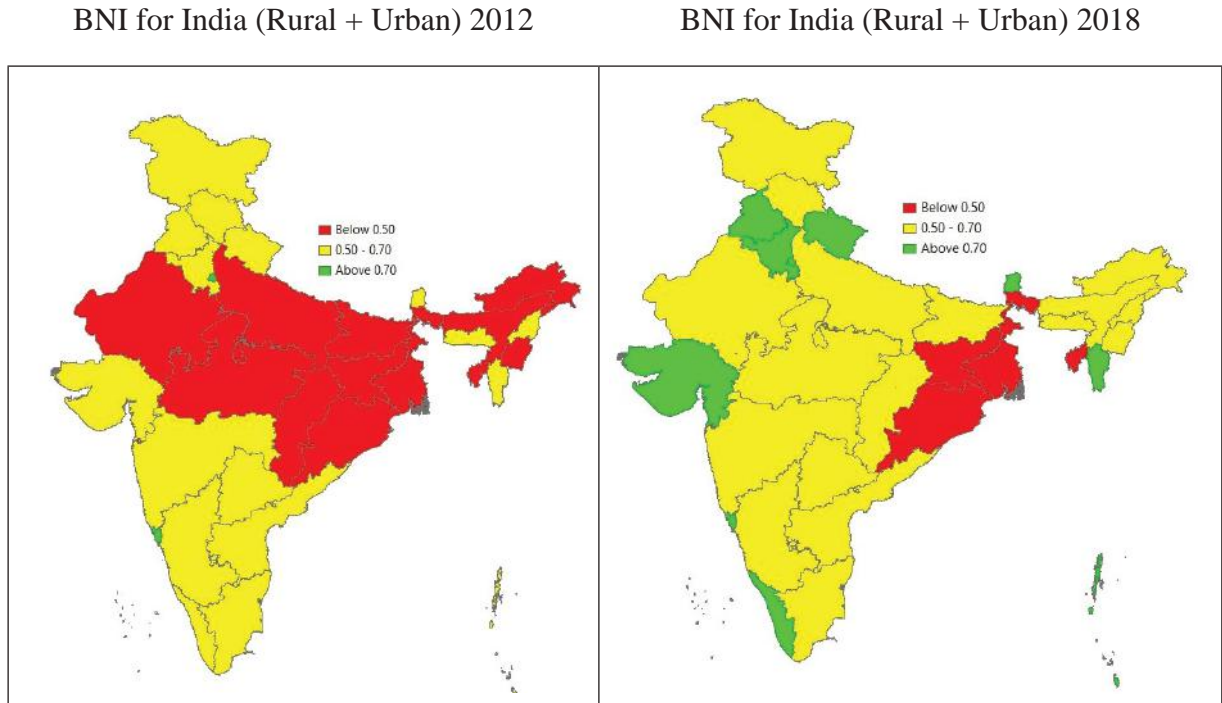 BNI for India (Rural + Urban) 2012
BNI for India (Rural + Urban) 2018
Below 0.50
0.50 - 0.70
Above 0.70
Below 0.50
0.50 - 0.70
Above 0.70